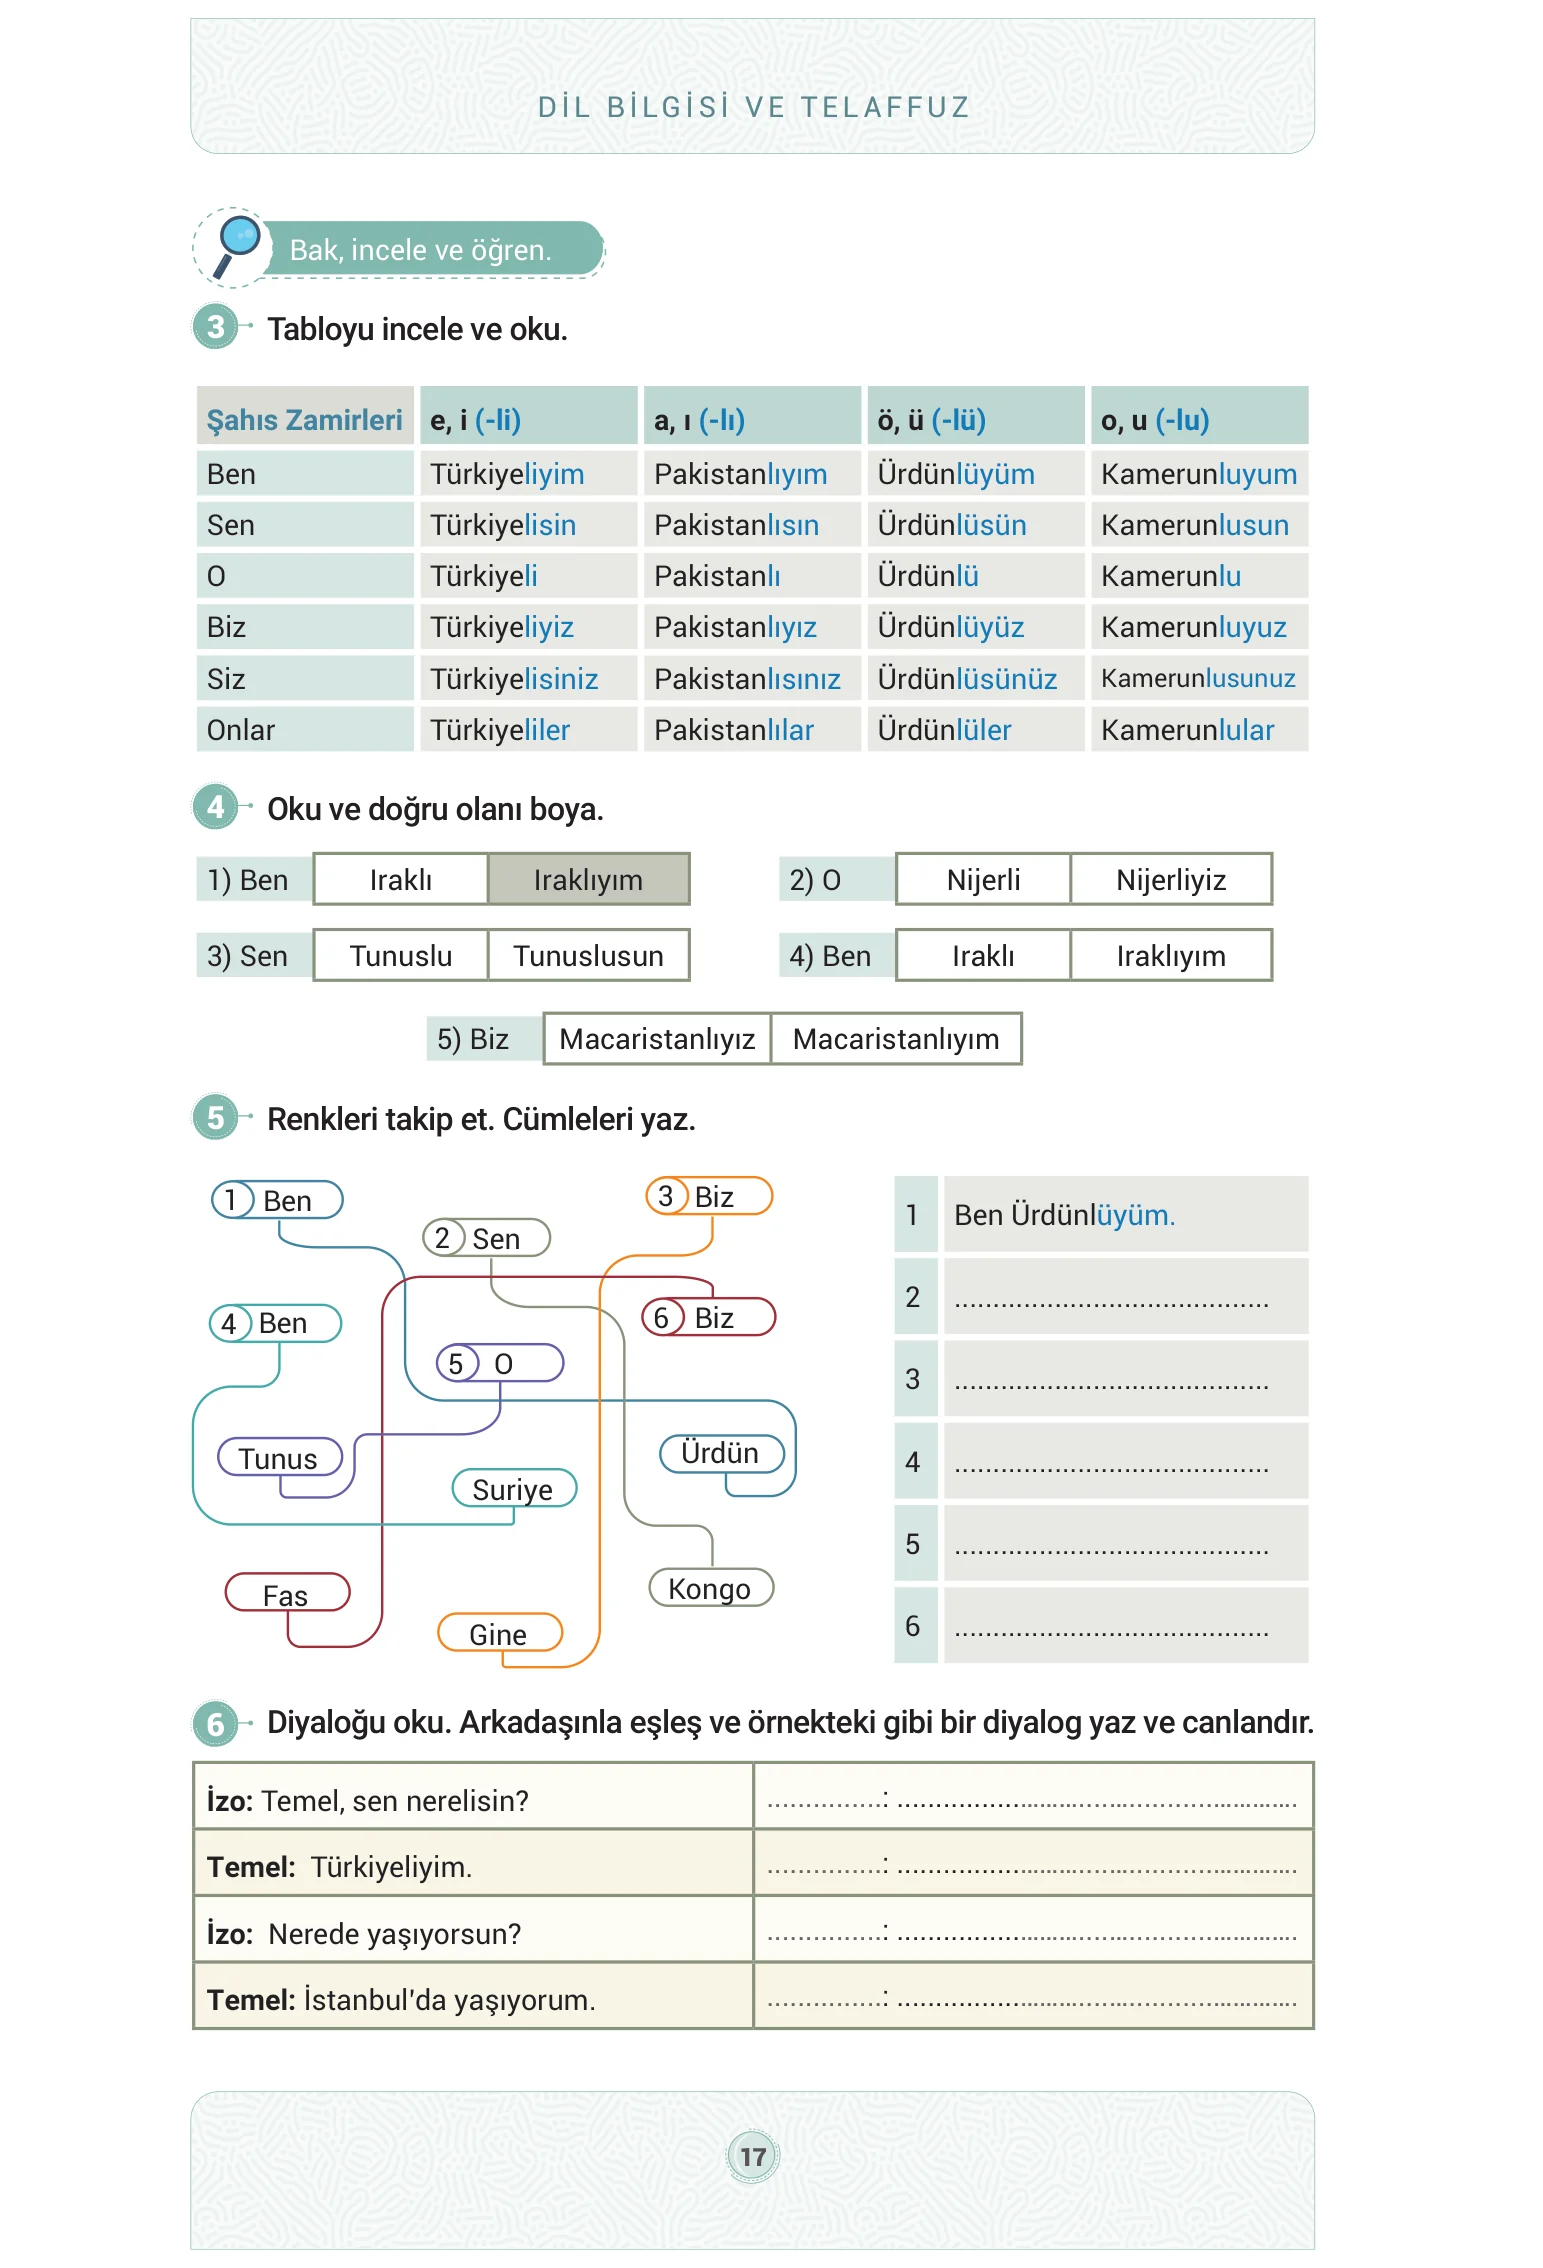 DİL BİLGİSİ VE TELAFFUZ
Bak, incele ve öğren.
3 Tabloyu incele ve oku.
Şahıs Zamirleri e, i (-li) a, ı (-lı) ö, ü (-lü) o, u (-lu)
Ben Türkiyeliyim Pakistanlıyım Ürdünlüyüm Kamerunluyum
Sen Türkiyelisin Pakistanlısın Ürdünlüsün Kamerunlusun
O Türkiyeli Pakistanlı Ürdünlü Kamerunlu
Biz Türkiyeliyiz Pakistanlıyız Ürdünlüyüz Kamerunluyuz
Siz Türkiyelisiniz Pakistanlısınız Ürdünlüsünüz Kamerunlusunuz
Onlar Türkiyeliler Pakistanlılar Ürdünlüler Kamerunlular
4 Oku ve doğru olanı boya.
1) Ben Iraklı Iraklıyım 2) O Nijerli Nijerliyiz
3) Sen Tunuslu Tunuslusun 4) Ben Iraklı Iraklıyım
5) Biz Macaristanlıyız Macaristanlıyım
5 Renkleri takip et. Cümleleri yaz.
1 Ben
3 Biz
2 Sen
4 Ben
6 Biz
5 O
Tunus
Ürdün
Suriye
Fas
Kongo
Gine
1 Ben Ürdünlüyüm.
2 .........................................
3 .........................................
4 .........................................
5 .........................................
6 .........................................
6 Diyaloğu oku. Arkadaşınla eşleş ve örnekteki gibi bir diyalog yaz ve canlandır.
İzo: Temel, sen nerelisin? ...............: ....................................................
Temel: Türkiyeliyim. ...............: ....................................................
İzo: Nerede yaşıyorsun? ...............: ....................................................
Temel: İstanbul'da yaşıyorum. ...............: ....................................................
17